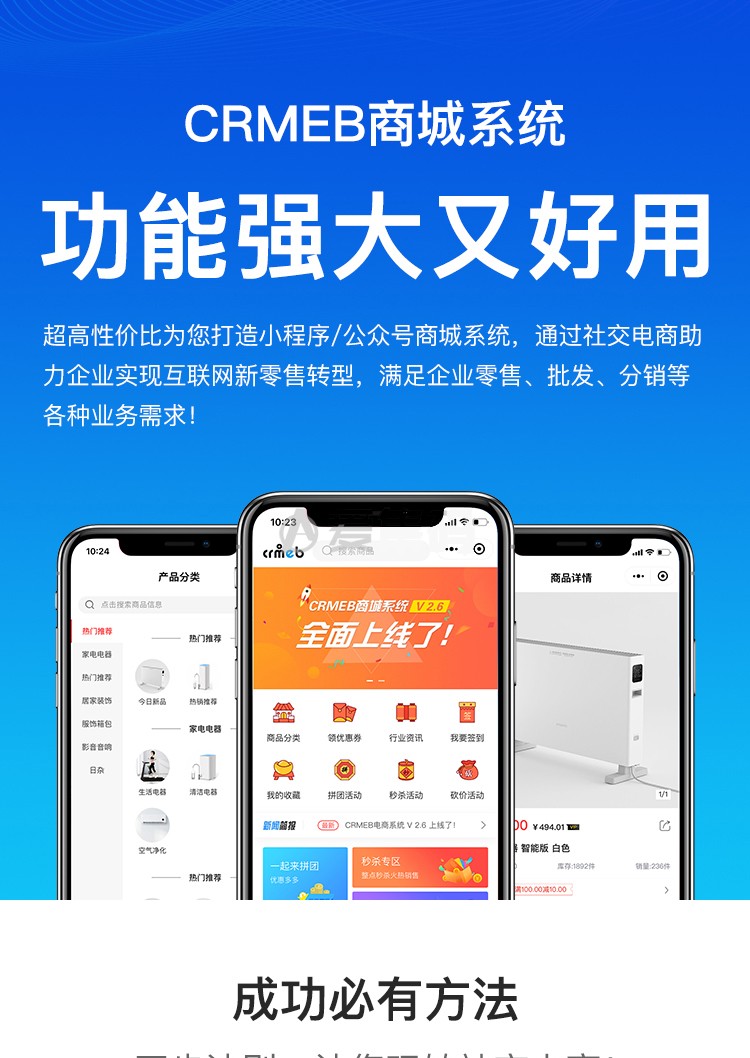 CRMEB商城系统
功能强大又好用
超高性价比为您打造小程序/公众号商城系统，通过社交电商助
力企业实现互联网新零售转型，满足企业零售、批发、分销等
各种业务需求！
10:24
产品分类
点击搜索商品信息
热门推荐
家电电器
热门推荐
居家装饰
服饰箱包
影音音响
日杂
热门推荐
今日新品
热销推荐
家电电器
生活电器
清洁电器
空气净化
热门推荐
10:23
crmeb
搜索商品
CRMEB商城系统 V 2.6
全面上线了！
商品分类
领优惠券
行业资讯
我要签到
我的收藏
拼团活动
秒杀活动
砍价活动
新闻简报
最新
CRMEB电商系统 V 2.6 上线了！
一起来拼团
优惠多多
秒杀专区
整点秒杀火热销售
商品详情
1/1
00 ¥494.01 VIP
智能版 白色
库存:1892件
销量:236件
满100.00减10.00
成功必有方法